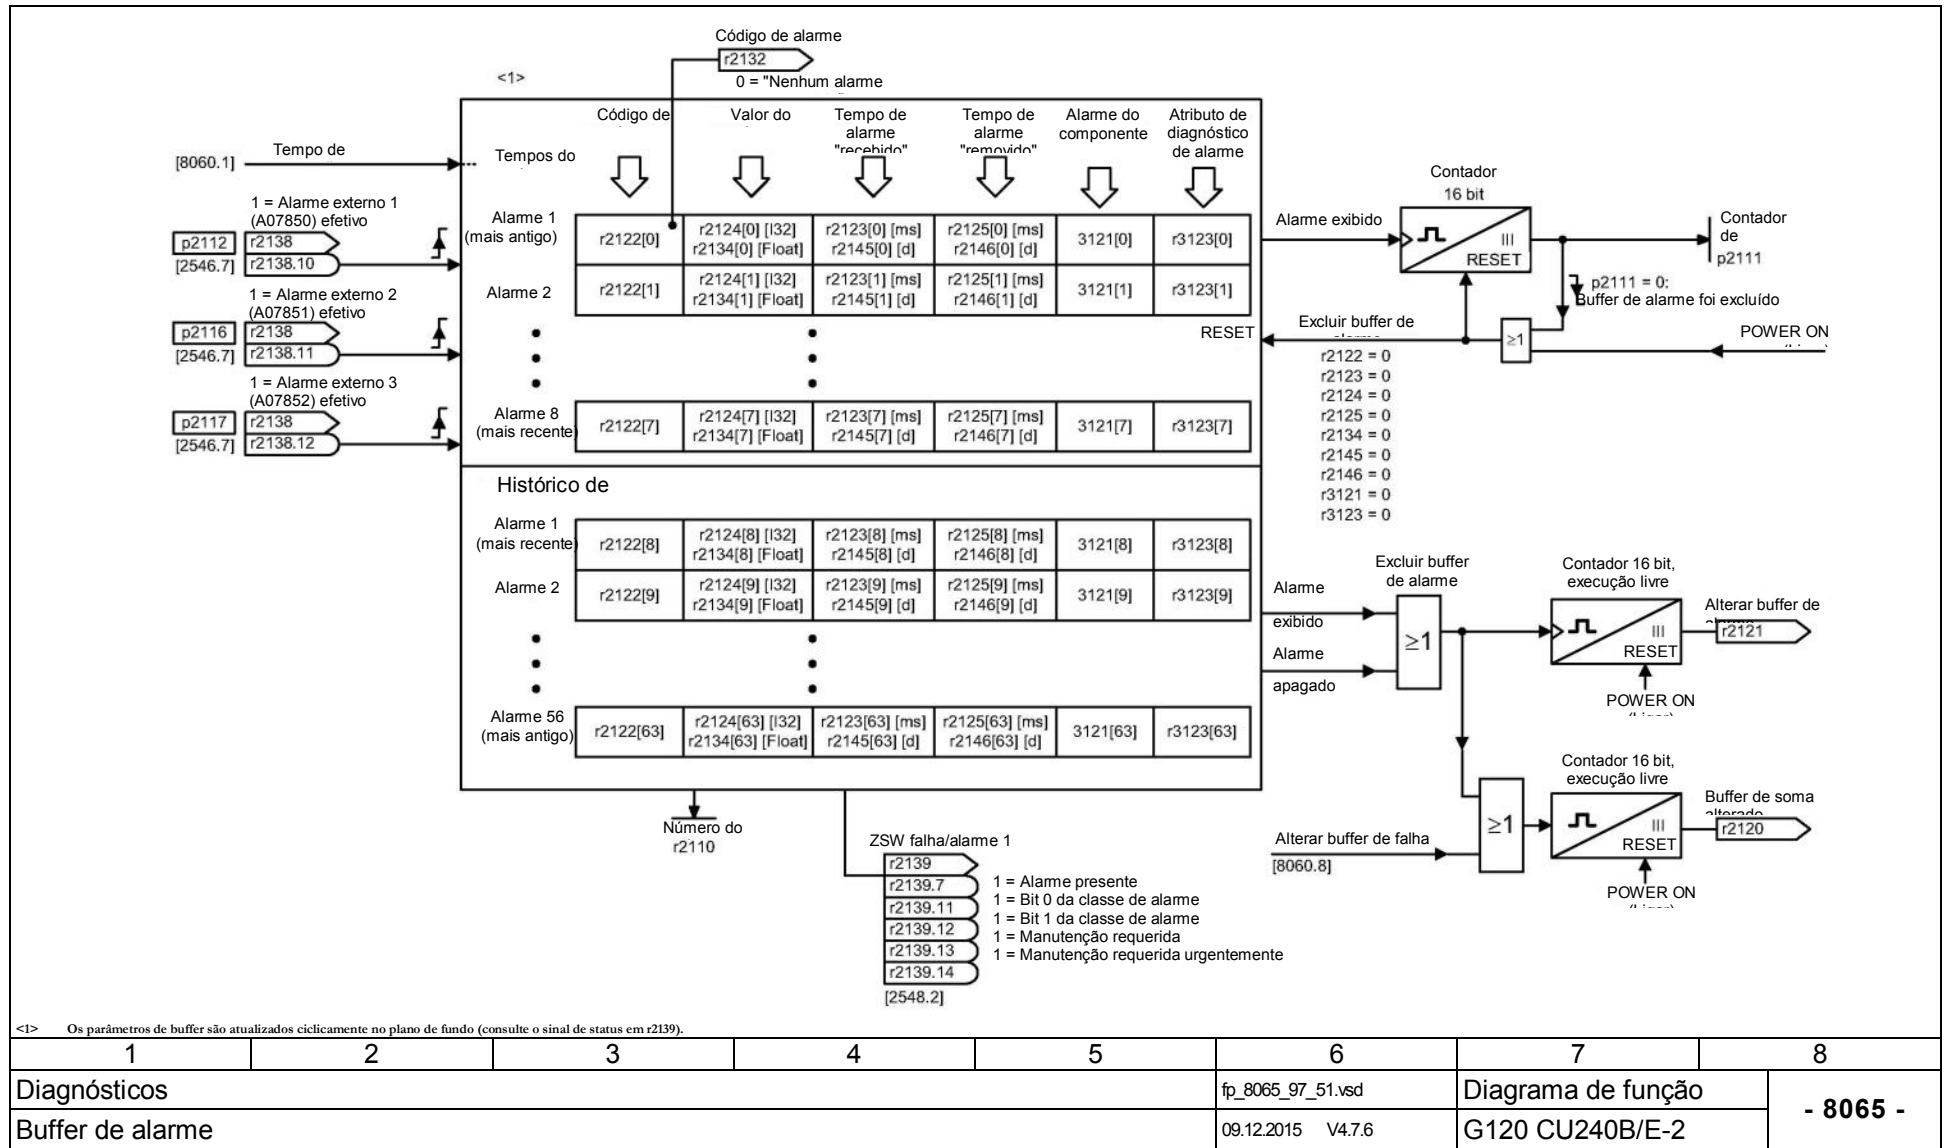 Código de alarme
r2132
0 = "Nenhum alarme
<1>
Código de
Valor do
Tempo de alarme "recebido"
Tempo de alarme "removido"
Alarme do componente
Atributo de diagnóstico de alarme
[8060.1]
Tempo de
Tempos do
1 = Alarme externo 1
(A07850) efetivo
p2112
r2138
[2546.7]
r2138.10
1 = Alarme externo 2
(A07851) efetivo
p2116
r2138
[2546.7]
r2138.11
1 = Alarme externo 3
(A07852) efetivo
p2117
r2138
[2546.7]
r2138.12
Alarme 1
(mais antigo)
r2122[0]
r2124[0] [I32]
r2134[0] [Float]
r2123[0] [ms]
r2145[0] [d]
r2125[0] [ms]
r2146[0] [d]
3121[0]
r3123[0]
Alarme 2
r2122[1]
r2124[1] [I32]
r2134[1] [Float]
r2123[1] [ms]
r2145[1] [d]
r2125[1] [ms]
r2146[1] [d]
3121[1]
r3123[1]
RESET
Alarme 8
(mais recente)
r2122[7]
r2124[7] [I32]
r2134[7] [Float]
r2123[7] [ms]
r2145[7] [d]
r2125[7] [ms]
r2146[7] [d]
3121[7]
r3123[7]
Histórico de
Alarme 1
(mais recente)
r2122[8]
r2124[8] [I32]
r2134[8] [Float]
r2123[8] [ms]
r2145[8] [d]
r2125[8] [ms]
r2146[8] [d]
3121[8]
r3123[8]
Alarme 2
r2122[9]
r2124[9] [I32]
r2134[9] [Float]
r2123[9] [ms]
r2145[9] [d]
r2125[9] [ms]
r2146[9] [d]
3121[9]
r3123[9]
Alarme 56
(mais antigo)
r2122[63]
r2124[63] [I32]
r2134[63] [Float]
r2123[63] [ms]
r2145[63] [d]
r2125[63] [ms]
r2146[63] [d]
3121[63]
r3123[63]
Alarme exibido
Contador
16 bit
III
RESET
Contador
de
p2111
p2111 = 0:
Buffer de alarme foi excluído
POWER ON
≥1
Excluir buffer de
r2122 = 0
r2123 = 0
r2124 = 0
r2125 = 0
r2134 = 0
r2145 = 0
r2146 = 0
r3121 = 0
r3123 = 0
Excluir buffer
de alarme
Alarme
exibido
Alarme
apagado
≥1
Contador 16 bit,
execução livre
III
RESET
POWER ON
Alterar buffer de
r2121
Contador 16 bit,
execução livre
≥1
III
RESET
POWER ON
Buffer de soma
alterado
r2120
Alterar buffer de falha
[8060.8]
Número do
r2110
ZSW falha/alarme 1
r2139
r2139.7
r2139.11
r2139.12
r2139.13
r2139.14
[2548.2]
1 = Alarme presente
1 = Bit 0 da classe de alarme
1 = Bit 1 da classe de alarme
1 = Manutenção requerida
1 = Manutenção requerida urgentemente
<1> Os parâmetros de buffer são atualizados ciclicamente no plano de fundo (consulte o sinal de status em r2139).
1 2 3 4 5 6 7 8
Diagnósticos
fp_8065_97_51.vsd
Diagrama de função
- 8065 -
Buffer de alarme
09.12.2015 V4.7.6
G120 CU240B/E-2